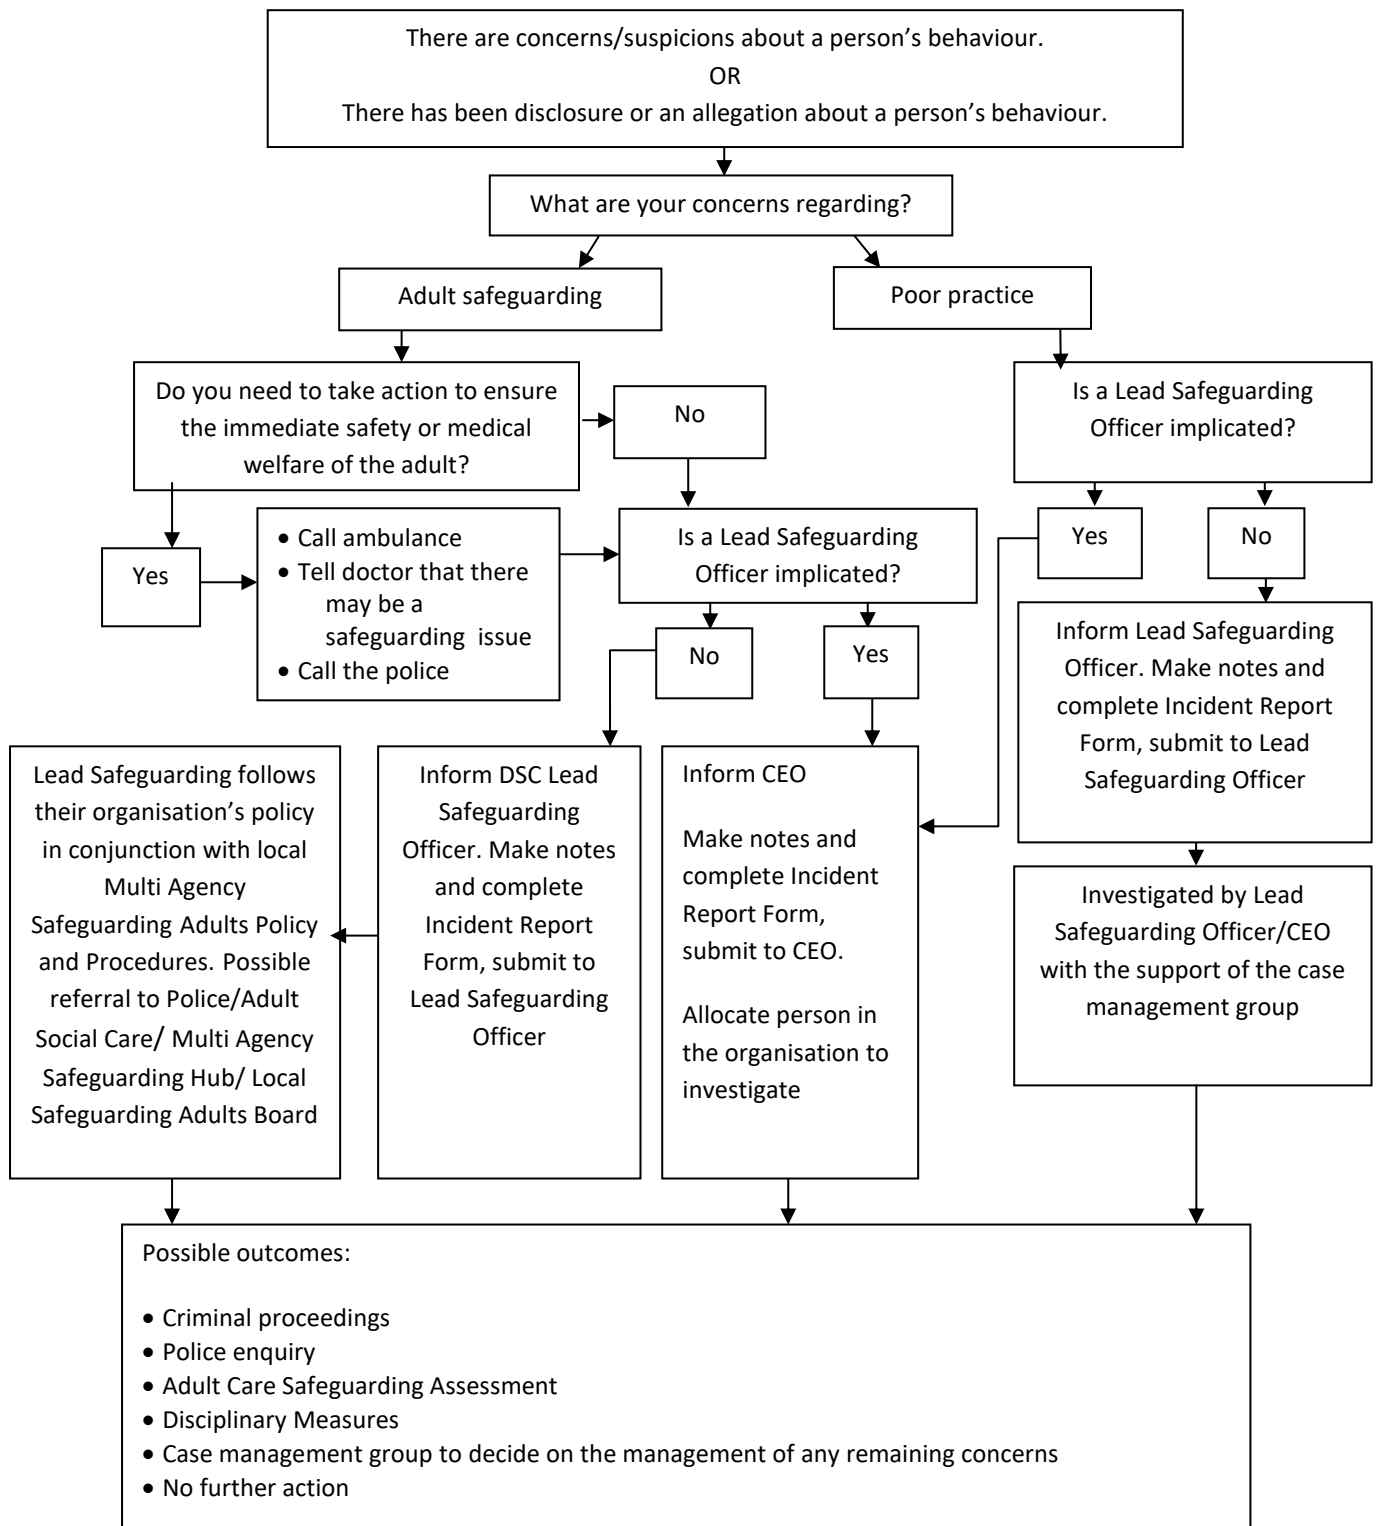 There are concerns/suspicions about a person’s behaviour.
OR
There has been disclosure or an allegation about a person’s behaviour.
What are your concerns regarding?
Adult safeguarding
Poor practice
Do you need to take action to ensure
the immediate safety or medical
welfare of the adult?
No
Is a Lead Safeguarding
Officer implicated?
Yes
• Call ambulance
• Tell doctor that there
may be a
safeguarding issue
• Call the police
Is a Lead Safeguarding
Officer implicated?
Yes
No
No
Yes
Inform Lead Safeguarding
Officer. Make notes and
complete Incident Report
Form, submit to Lead
Safeguarding Officer
Lead Safeguarding follows
their organisation’s policy
in conjunction with local
Multi Agency
Safeguarding Adults Policy
and Procedures. Possible
referral to Police/Adult
Social Care/ Multi Agency
Safeguarding Hub/ Local
Safeguarding Adults Board
Inform DSC Lead
Safeguarding
Officer. Make notes
and complete
Incident Report
Form, submit to
Lead Safeguarding
Officer
Inform CEO
Make notes and
complete Incident
Report Form,
submit to CEO.
Allocate person in
the organisation to
investigate
Investigated by Lead
Safeguarding Officer/CEO
with the support of the case
management group
Possible outcomes:
• Criminal proceedings
• Police enquiry
• Adult Care Safeguarding Assessment
• Disciplinary Measures
• Case management group to decide on the management of any remaining concerns
• No further action